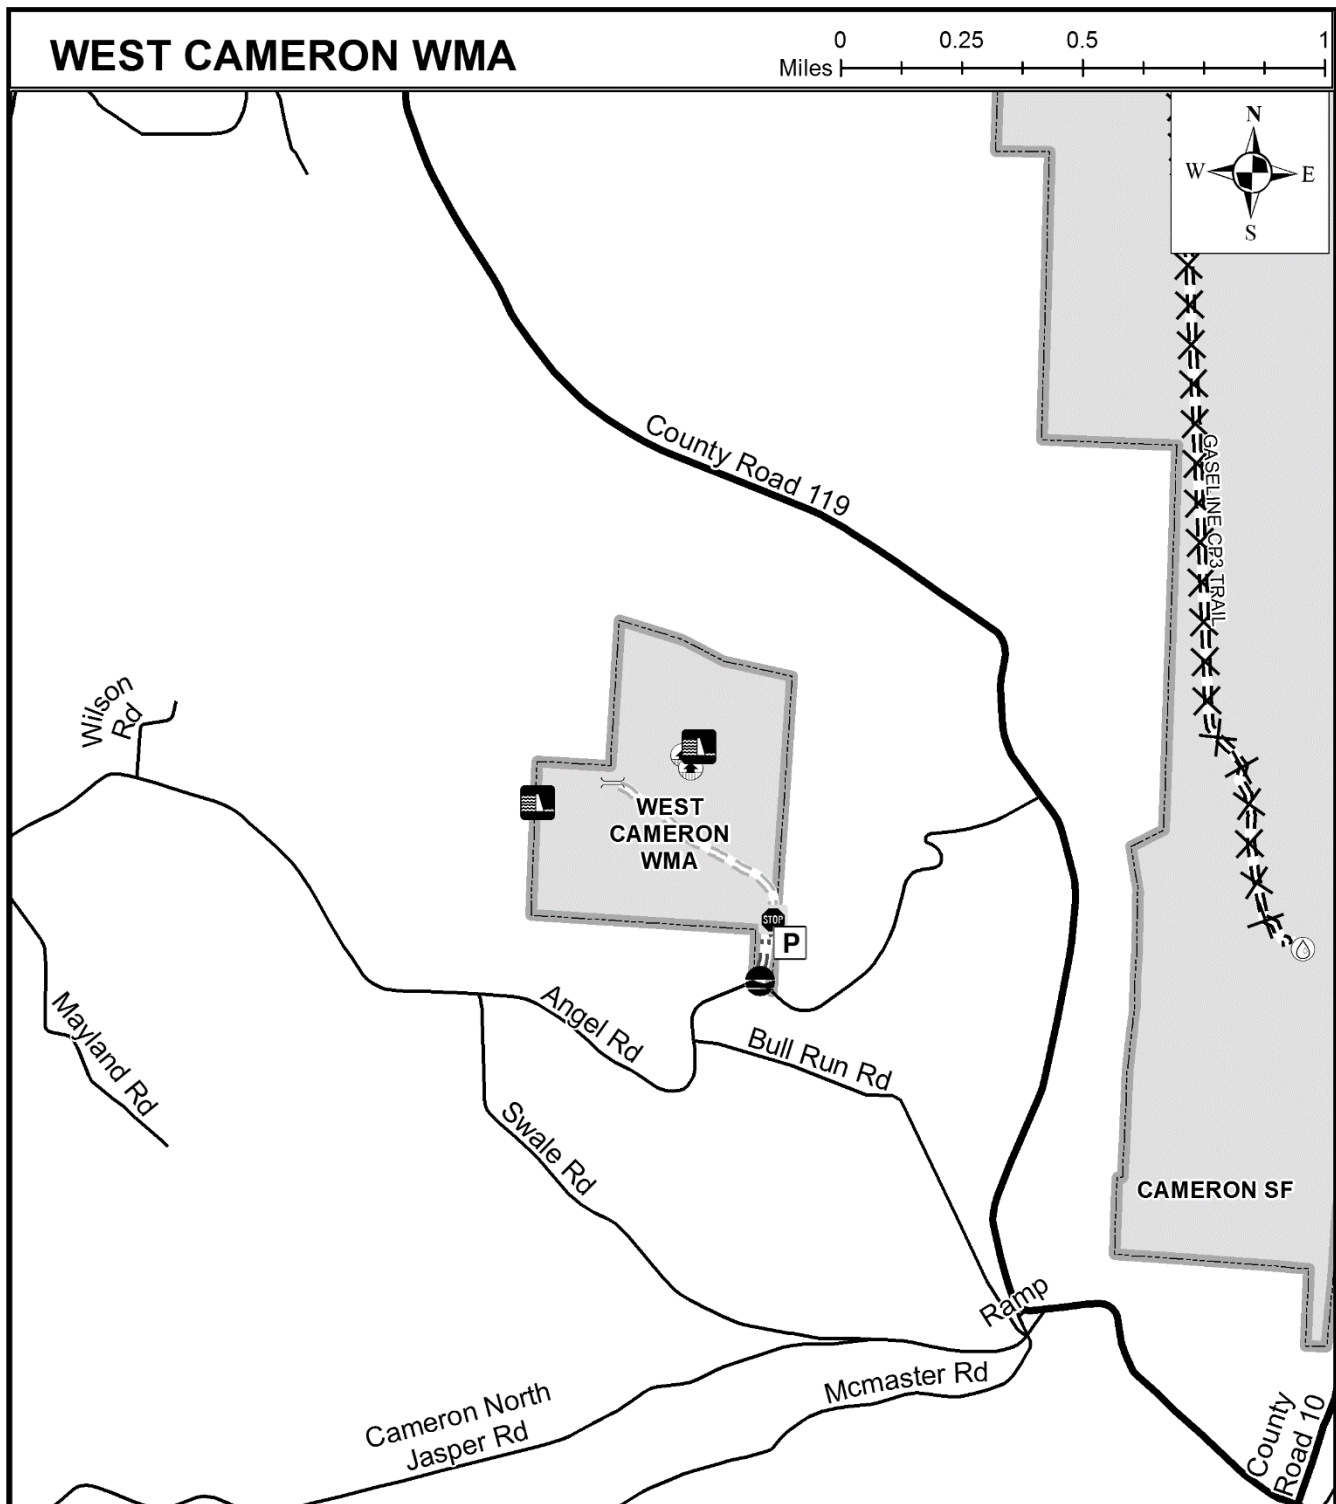 WEST CAMERON WMA
0 0.25 0.5 1
Miles
N
W E
S
County Road 119
GASELINE CP3 TRAIL
Wilson
Rd
WEST
CAMERON
WMA
STOP
P
Angel Rd
Bull Run Rd
Mayland Rd
Swale Rd
CAMERON SF
Ramp
Mcmaster Rd
Cameron North
Jasper Rd
County
Road 10